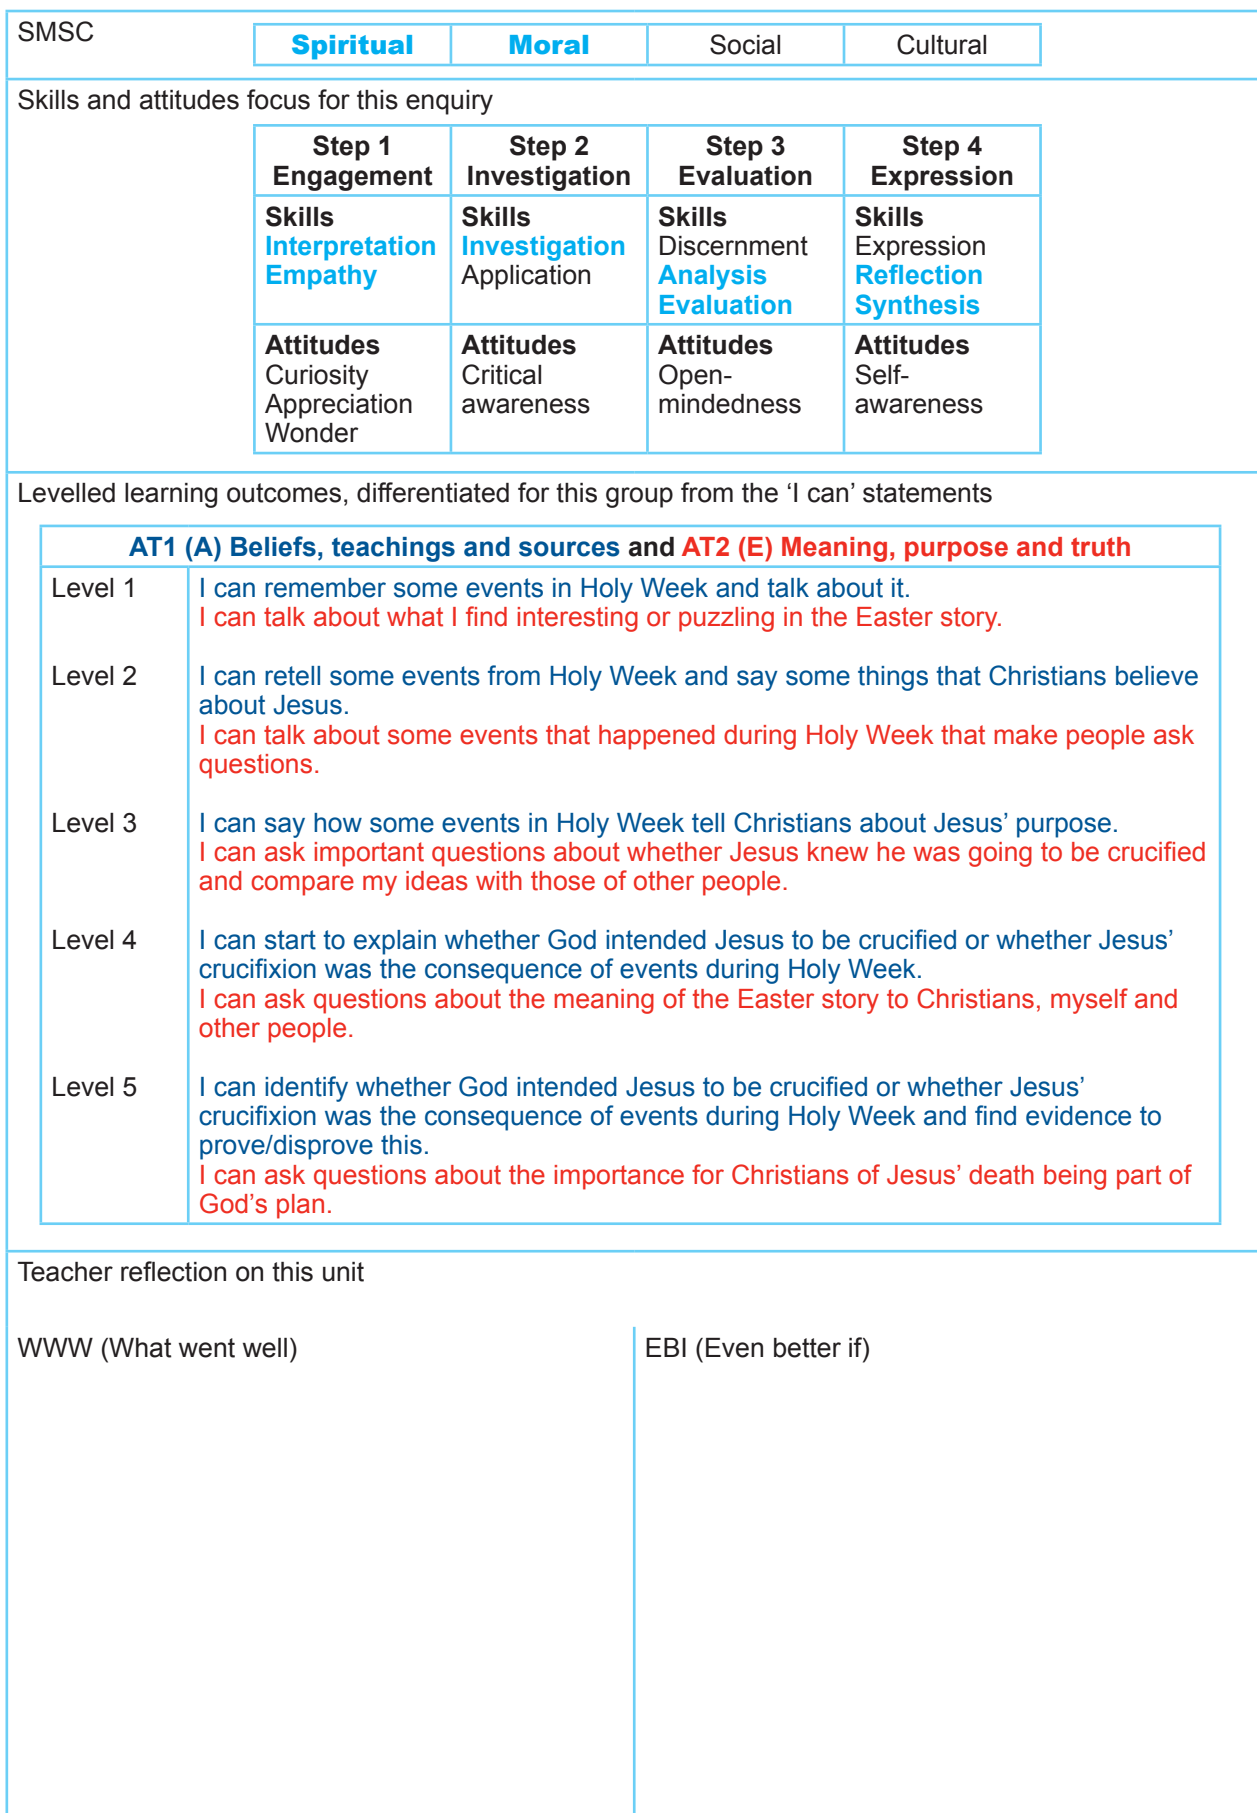 SMSC
Spiritual Moral Social Cultural
Skills and attitudes focus for this enquiry
Step 1 Step 2 Step 3 Step 4
Engagement Investigation Evaluation Expression
Skills Skills Skills Skills
Interpretation Investigation Discernment Expression
Empathy Application Analysis Reflection
Evaluation Synthesis
Attitudes Attitudes Attitudes Attitudes
Curiosity Critical Open- Self-
Appreciation awareness mindedness awareness
Wonder
Levelled learning outcomes, differentiated for this group from the ‘I can’ statements
AT1 (A) Beliefs, teachings and sources and AT2 (E) Meaning, purpose and truth
Level 1 I can remember some events in Holy Week and talk about it.
I can talk about what I find interesting or puzzling in the Easter story.
Level 2 I can retell some events from Holy Week and say some things that Christians believe
about Jesus.
I can talk about some events that happened during Holy Week that make people ask
questions.
Level 3 I can say how some events in Holy Week tell Christians about Jesus’ purpose.
I can ask important questions about whether Jesus knew he was going to be crucified
and compare my ideas with those of other people.
Level 4 I can start to explain whether God intended Jesus to be crucified or whether Jesus’
crucifixion was the consequence of events during Holy Week.
I can ask questions about the meaning of the Easter story to Christians, myself and
other people.
Level 5 I can identify whether God intended Jesus to be crucified or whether Jesus’
crucifixion was the consequence of events during Holy Week and find evidence to
prove/disprove this.
I can ask questions about the importance for Christians of Jesus’ death being part of
God’s plan.
Teacher reflection on this unit
WWW (What went well) EBI (Even better if)